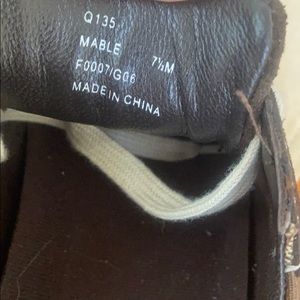 Q135
MABLE 7½M
F0007/G06
MADE IN CHINA